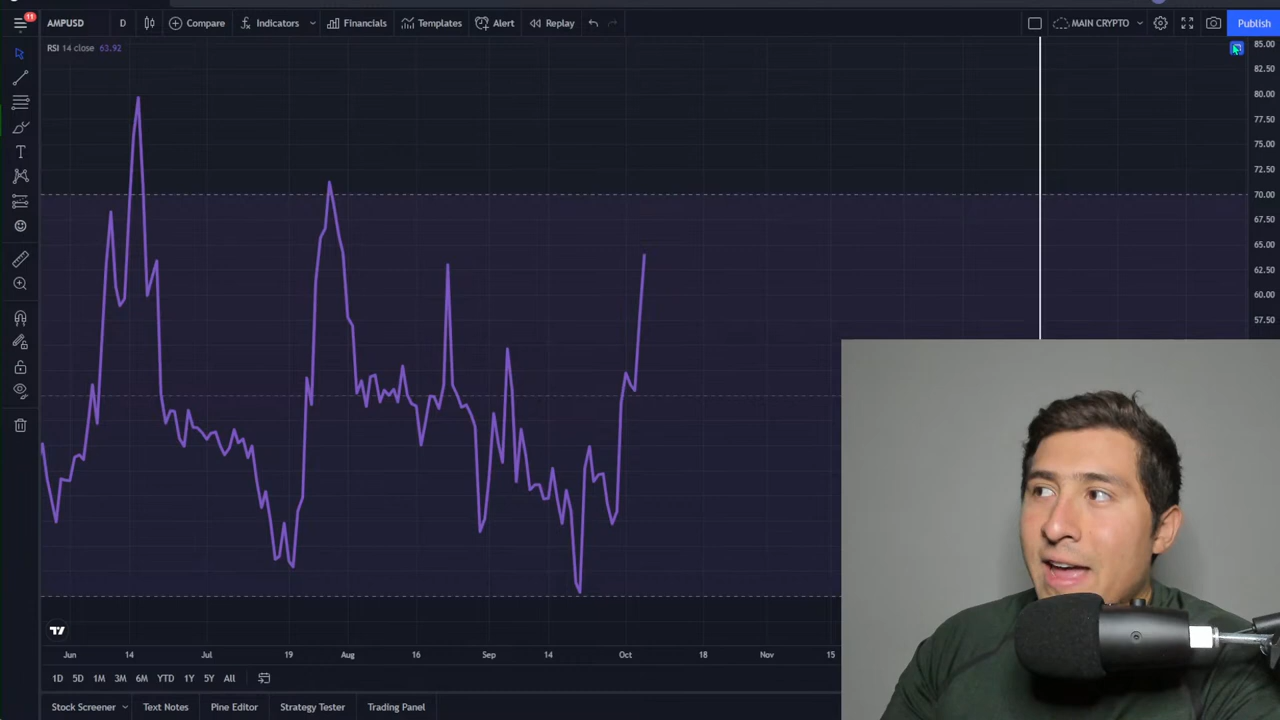 11
AMPUSD D Compare Indicators Financials Templates Alert Replay MAIN CRYPTO Publish
RSI 14 close 63.92
85.00
82.50
80.00
77.50
75.00
72.50
70.00
67.50
65.00
62.50
60.00
57.50
Jun 14 Jul 19 Aug 16 Sep 14 Oct 18 Nov 15
1D 5D 1M 3M 6M YTD 1Y 5Y All
Stock Screener Text Notes Pine Editor Strategy Tester Trading Panel